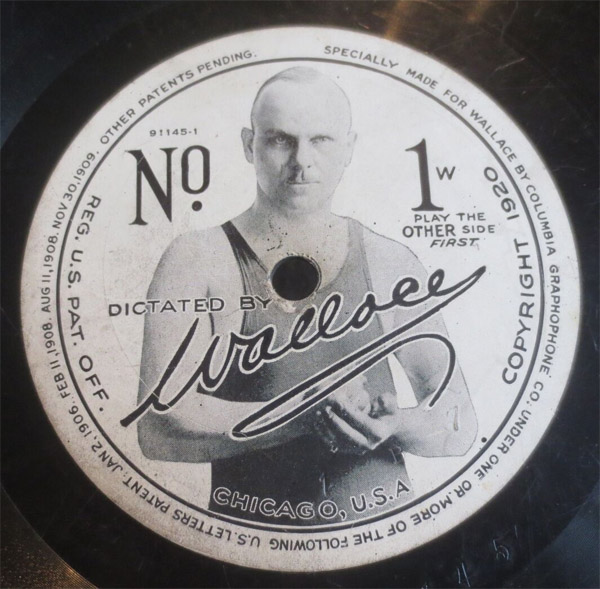 SPECIALLY MADE FOR WALLACE BY COLUMBIA GRAPHOPHONE CO. UNDER ONE OR MORE OF THE FOLLOWING U.S. LETTERS PATENT: JAN 2, 1906. FEB 11, 1908. AUG 11, 1908. NOV 30, 1909. OTHER PATENTS PENDING.
91145-1
No.
1W
PLAY THE
OTHER SIDE
FIRST
REG. U.S. PAT. OFF.
COPYRIGHT 1920
DICTATED BY
Wallace
CHICAGO, U.S.A